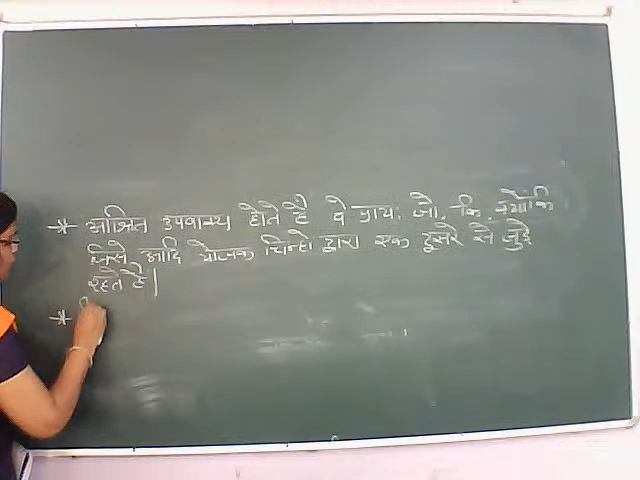 * आश्रित उपवाक्य होते है वे प्रायः जो, कि, क्योंकि
जिसे आदि योजक चिन्हो द्वारा एक दूसरे से जुड़े
रहते है।
*